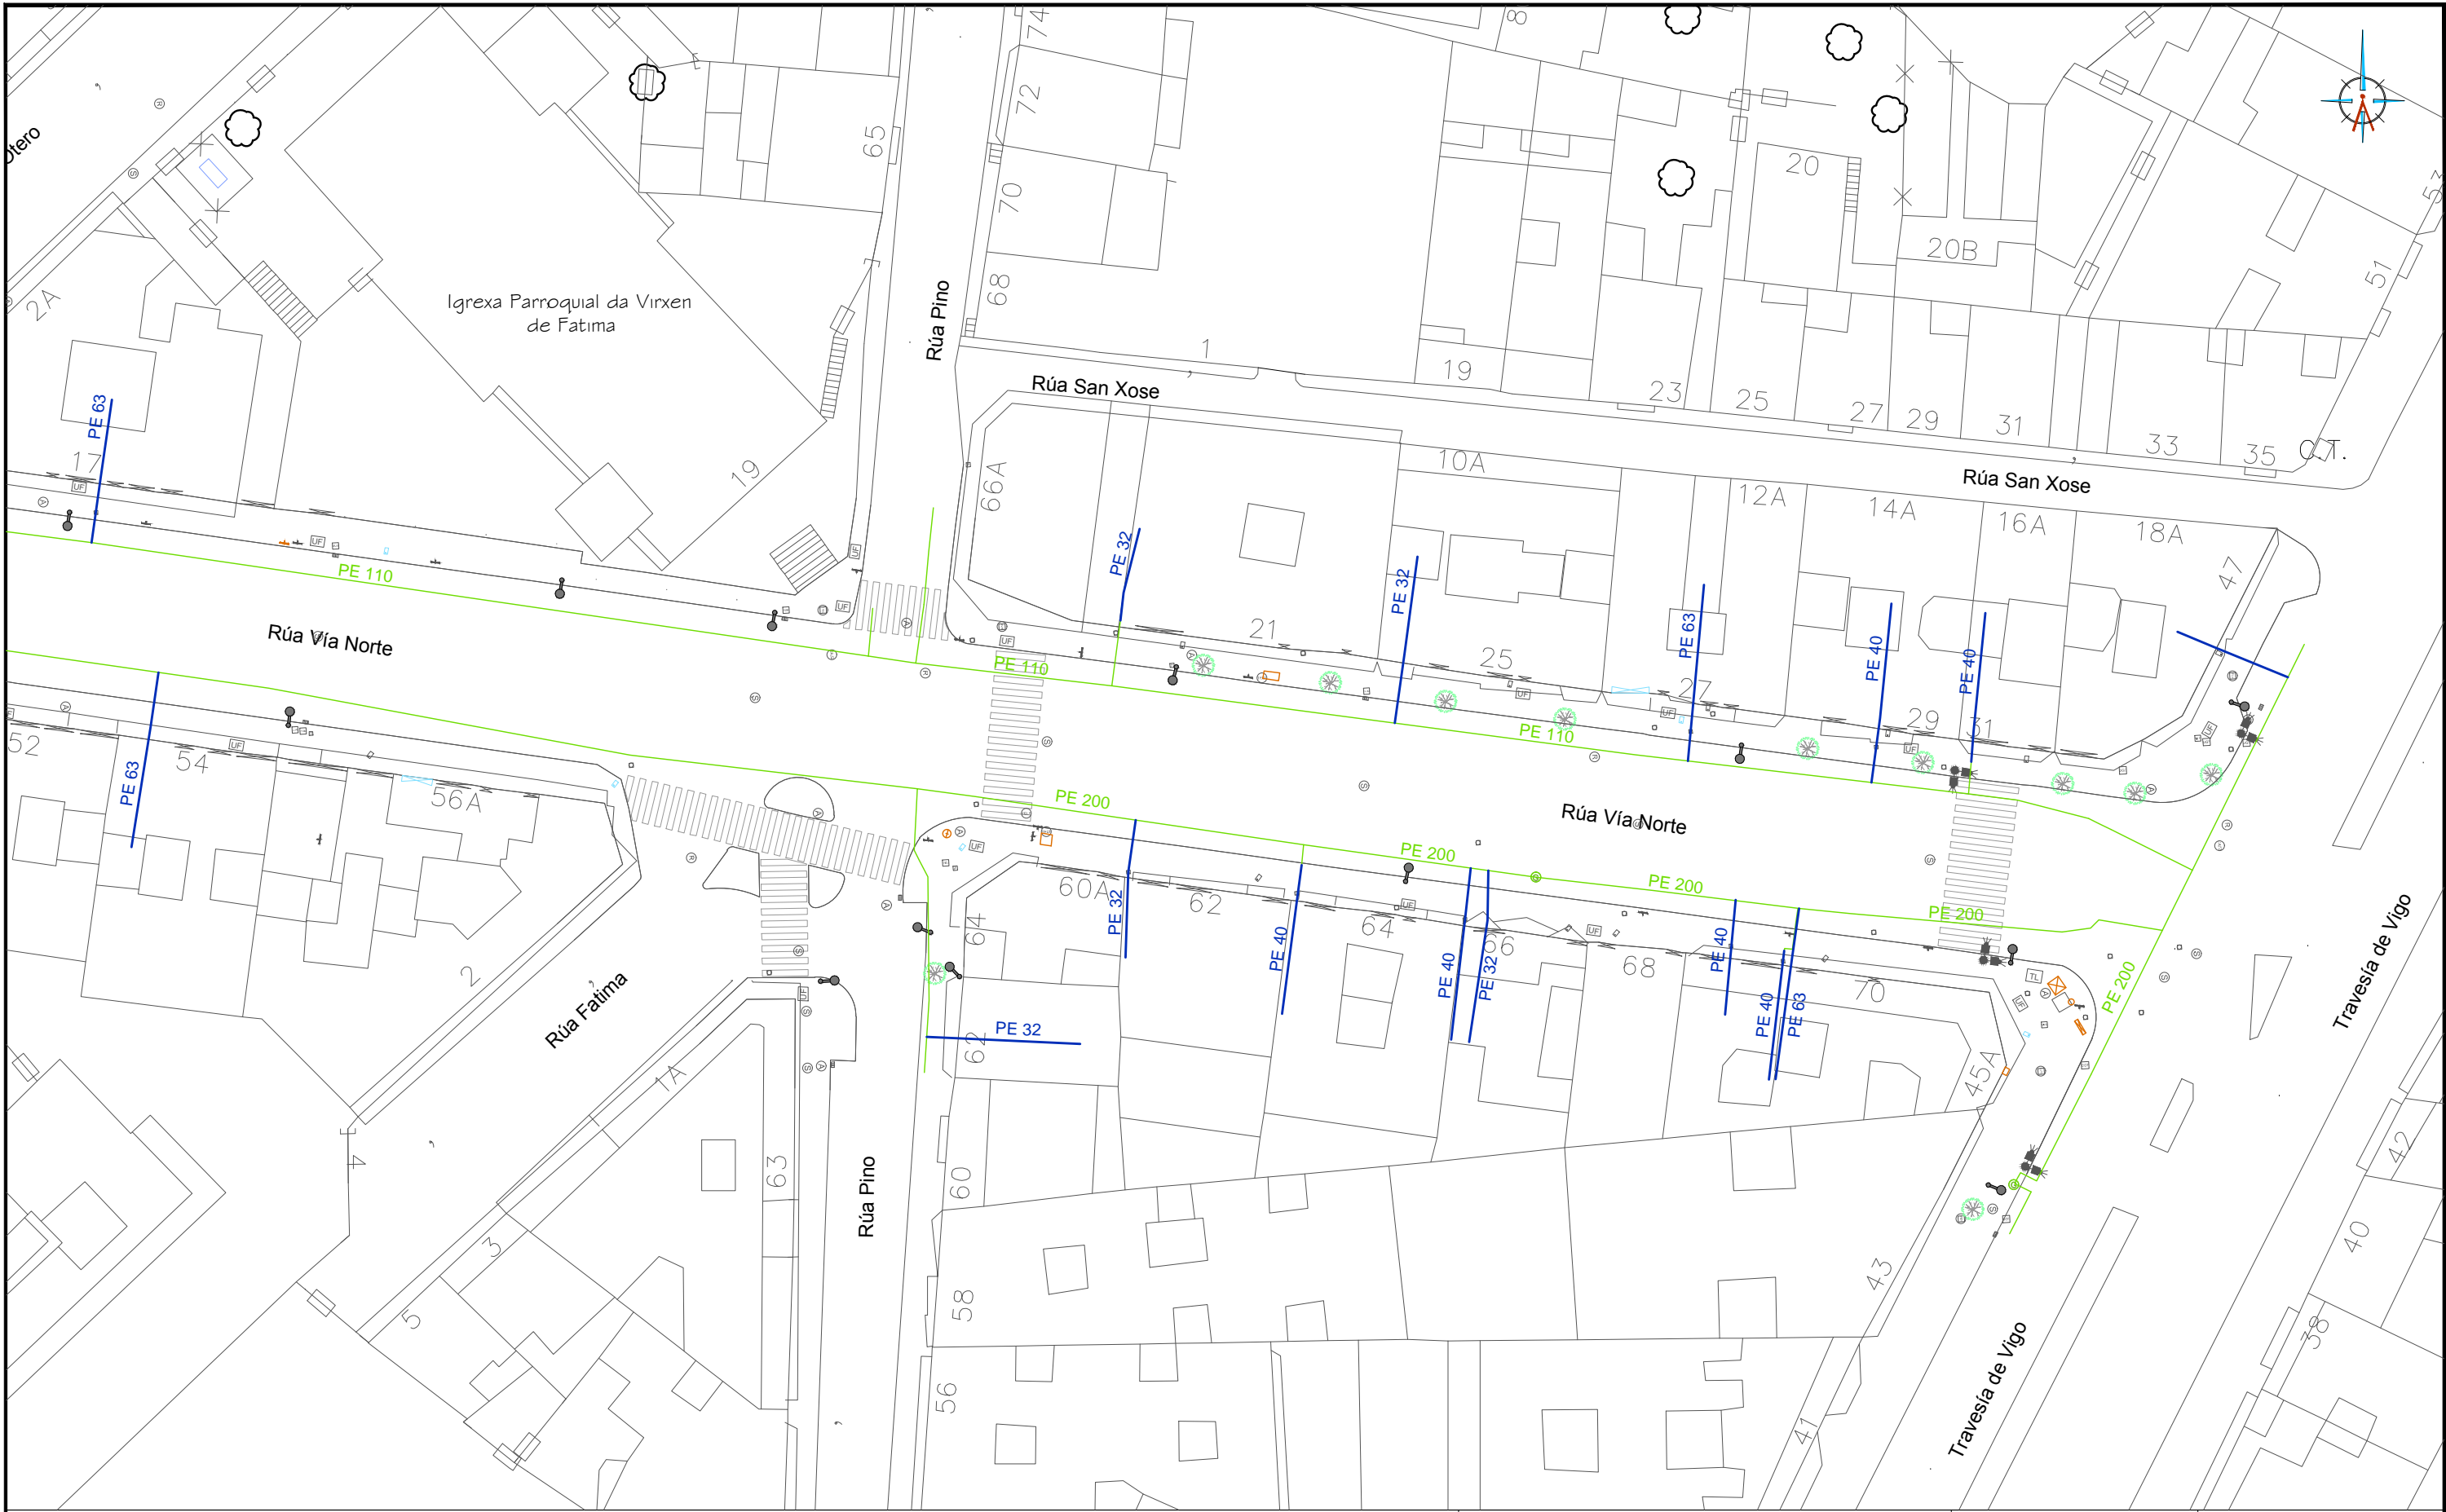 Otero
2A
65
74
72
70
68
8
20
20B
53
51
Igrexa Parroquial da Virxen
de Fatima
Rúa Pino
1
Rúa San Xose
19
23
25
27
29
31
33
35
C.T.
Rúa San Xose
PE 63
17
19
66A
10A
12A
14A
16A
18A
47
PE 110
PE 32
PE 32
PE 63
PE 40
PE 40
21
25
27
29
31
PE 110
PE 110
Rúa Vía Norte
Rúa Vía Norte
52
PE 63
54
56A
2
PE 200
PE 200
PE 200
PE 200
PE 200
60A
62
64
66
68
70
PE 32
PE 40
PE 40
PE 32
PE 40
PE 40
PE 63
TL
64
62
PE 32
45A
Rúa Fatima
Travesía de Vigo
1A
4
3
5
63
Rúa Pino
60
58
56
43
41
42
40
38
Travesía de Vigo